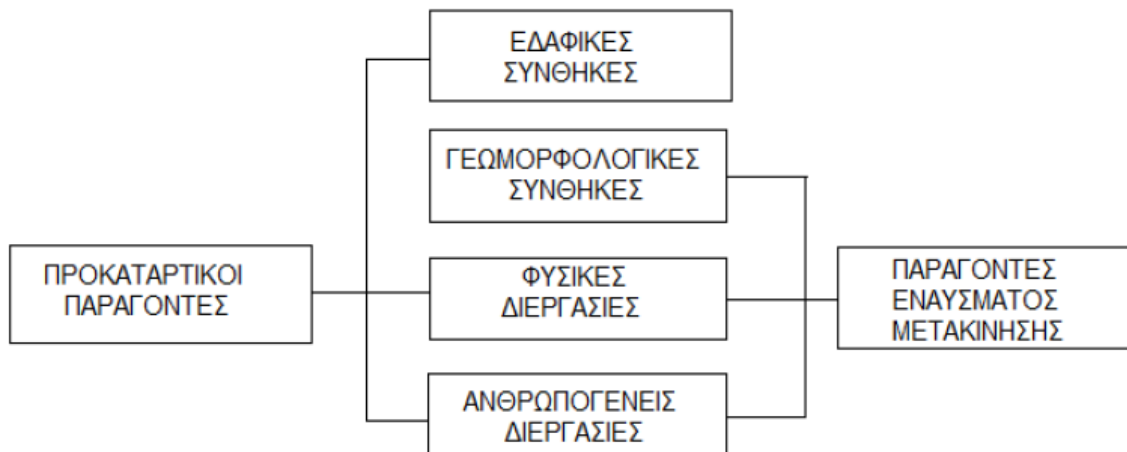 ΕΔΑΦΙΚΕΣ
ΣΥΝΘΗΚΕΣ
ΓΕΩΜΟΡΦΟΛΟΓΙΚΕΣ
ΣΥΝΘΗΚΕΣ
ΠΡΟΚΑΤΑΡΤΙΚΟΙ
ΠΑΡΑΓΟΝΤΕΣ
ΦΥΣΙΚΕΣ
ΔΙΕΡΓΑΣΙΕΣ
ΠΑΡΑΓΟΝΤΕΣ
ΕΝΑΥΣΜΑΤΟΣ
ΜΕΤΑΚΙΝΗΣΗΣ
ΑΝΘΡΩΠΟΓΕΝΕΙΣ
ΔΙΕΡΓΑΣΙΕΣ